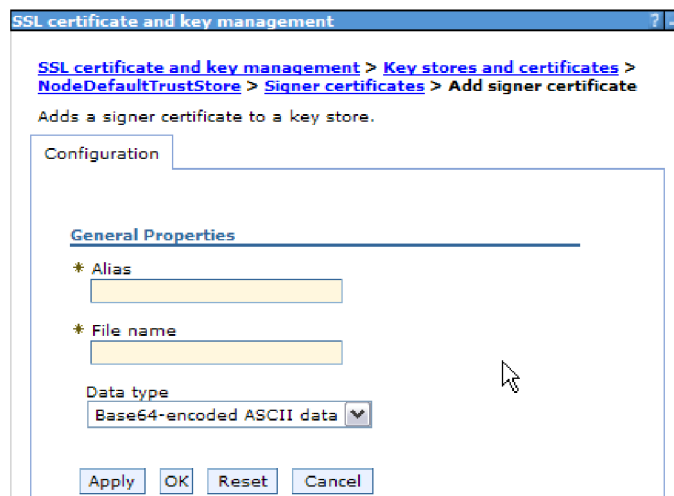 SSL certificate and key management ? -
SSL certificate and key management > Key stores and certificates >
NodeDefaultTrustStore > Signer certificates > Add signer certificate
Adds a signer certificate to a key store.
Configuration
General Properties
* Alias
* File name
Data type
Base64-encoded ASCII data
Apply OK Reset Cancel